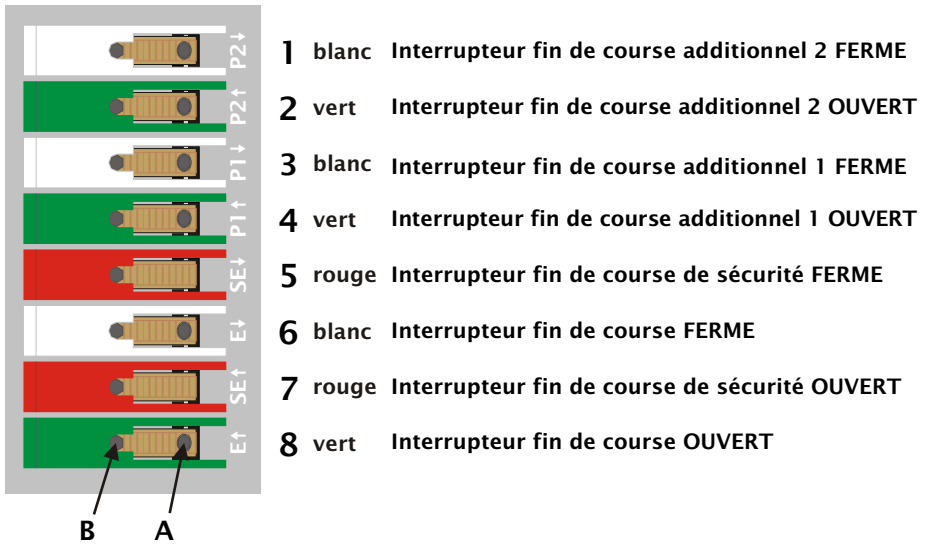 P2↓
1 blanc Interrupteur fin de course additionnel 2 FERME
P2↑
2 vert Interrupteur fin de course additionnel 2 OUVERT
P1↓
3 blanc Interrupteur fin de course additionnel 1 FERME
P1↑
4 vert Interrupteur fin de course additionnel 1 OUVERT
SE↓
5 rouge Interrupteur fin de course de sécurité FERME
E↓
6 blanc Interrupteur fin de course FERME
SE↑
7 rouge Interrupteur fin de course de sécurité OUVERT
E↑
8 vert Interrupteur fin de course OUVERT
B A